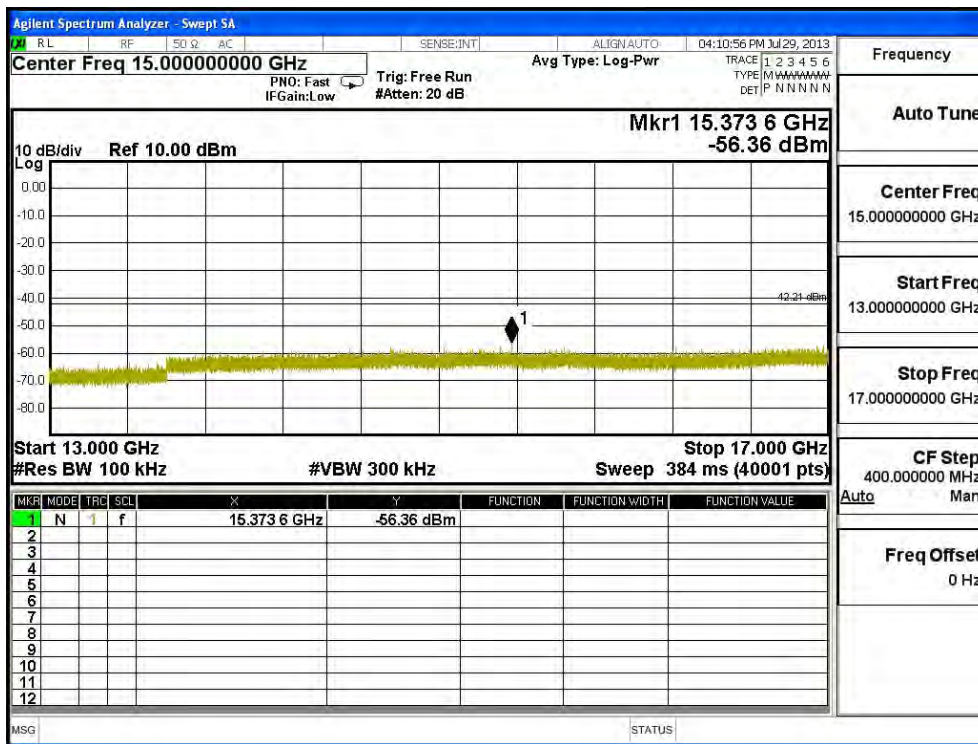 Agilent Spectrum Analyzer - Swept SA
RL RF 50 Ω AC SENSE:INT ALIGN AUTO 04:10:56 PM Jul 29, 2013
Center Freq 15.000000000 GHz
PNO: Fast
IFGain:Low
Trig: Free Run
#Atten: 20 dB
Avg Type: Log-Pwr
TRACE 1 2 3 4 5 6
TYPE M WWWWW
DET P N N N N N
Mkr1 15.373 6 GHz
-56.36 dBm
10 dB/div Ref 10.00 dBm
Log
0.00
-10.0
-20.0
-30.0
-40.0
-50.0
-60.0
-70.0
-80.0
42.21 dBm
1
Start 13.000 GHz Stop 17.000 GHz
#Res BW 100 kHz #VBW 300 kHz Sweep 384 ms (40001 pts)
MKR MODE TRC SCL X Y FUNCTION FUNCTION WIDTH FUNCTION VALUE
1 N 1 f 15.373 6 GHz -56.36 dBm
2
3
4
5
6
7
8
9
10
11
12
MSG STATUS
Frequency
Auto Tune
Center Freq
15.000000000 GHz
Start Freq
13.000000000 GHz
Stop Freq
17.000000000 GHz
CF Step
400.000000 MHz
Auto Man
Freq Offset
0 Hz